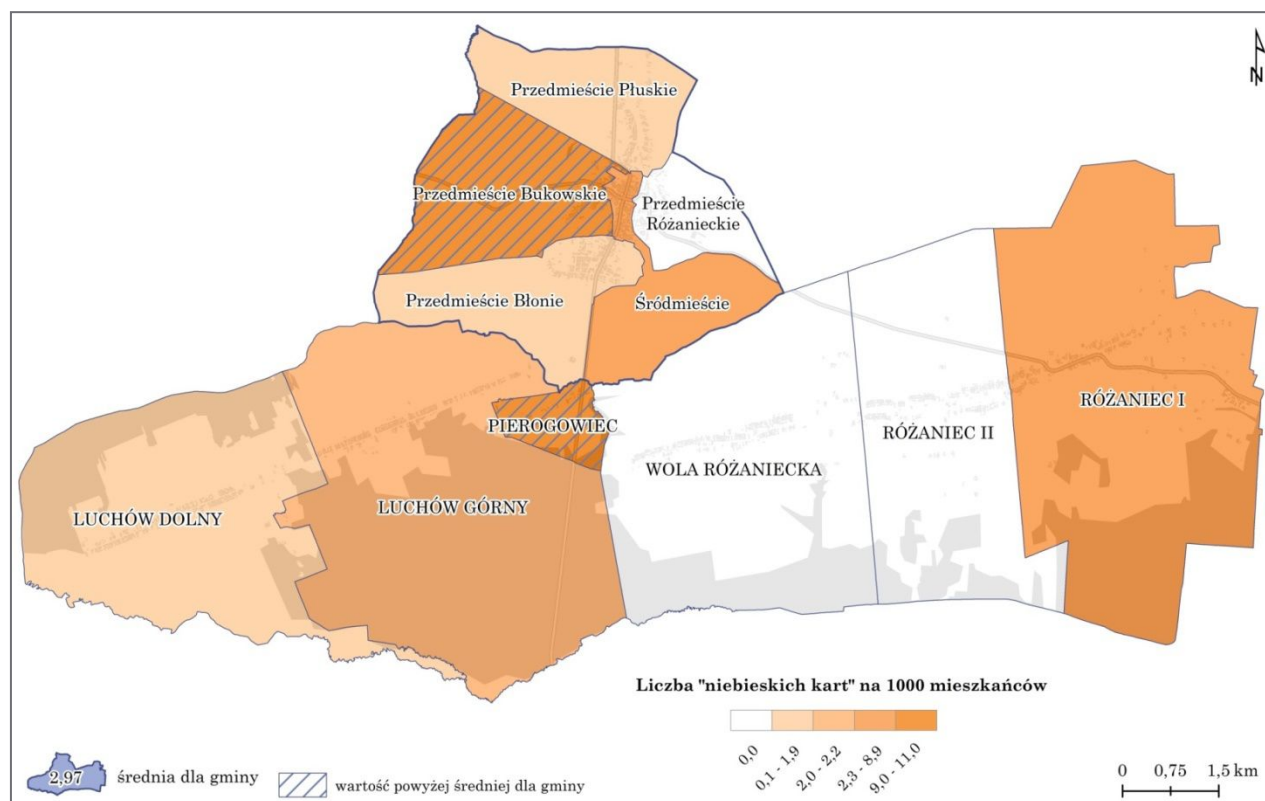 N
Przedmieście Płuskie
Przedmieście Bukowskie
Przedmieście
Różanieckie
Przedmieście Błonie
Śródmieście
PIEROGOWIEC
RÓŻANIEC I
RÓŻANIEC II
WOLA RÓŻANIECKA
LUCHÓW DOLNY
LUCHÓW GÓRNY
Liczba "niebieskich kart" na 1000 mieszkańców
0,0
0,1 - 1,9
2,0 - 2,2
2,3 - 8,9
9,0 - 11,0
2,97
średnia dla gminy
wartość powyżej średniej dla gminy
0 0,75 1,5 km